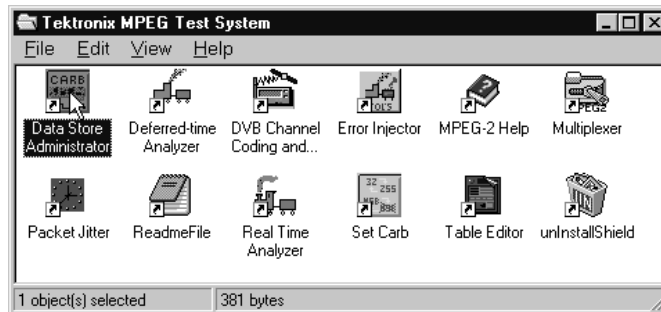 Tektronix MPEG Test System
File Edit View Help
CARB
Data Store
Administrator
Deferred-time
Analyzer
DVB Channel
Coding and...
Error Injector
MPEG-2 Help
Multiplexer
Packet Jitter
ReadmeFile
Real Time
Analyzer
32 255
Set Carb
Table Editor
unInstallShield
1 object(s) selected
381 bytes